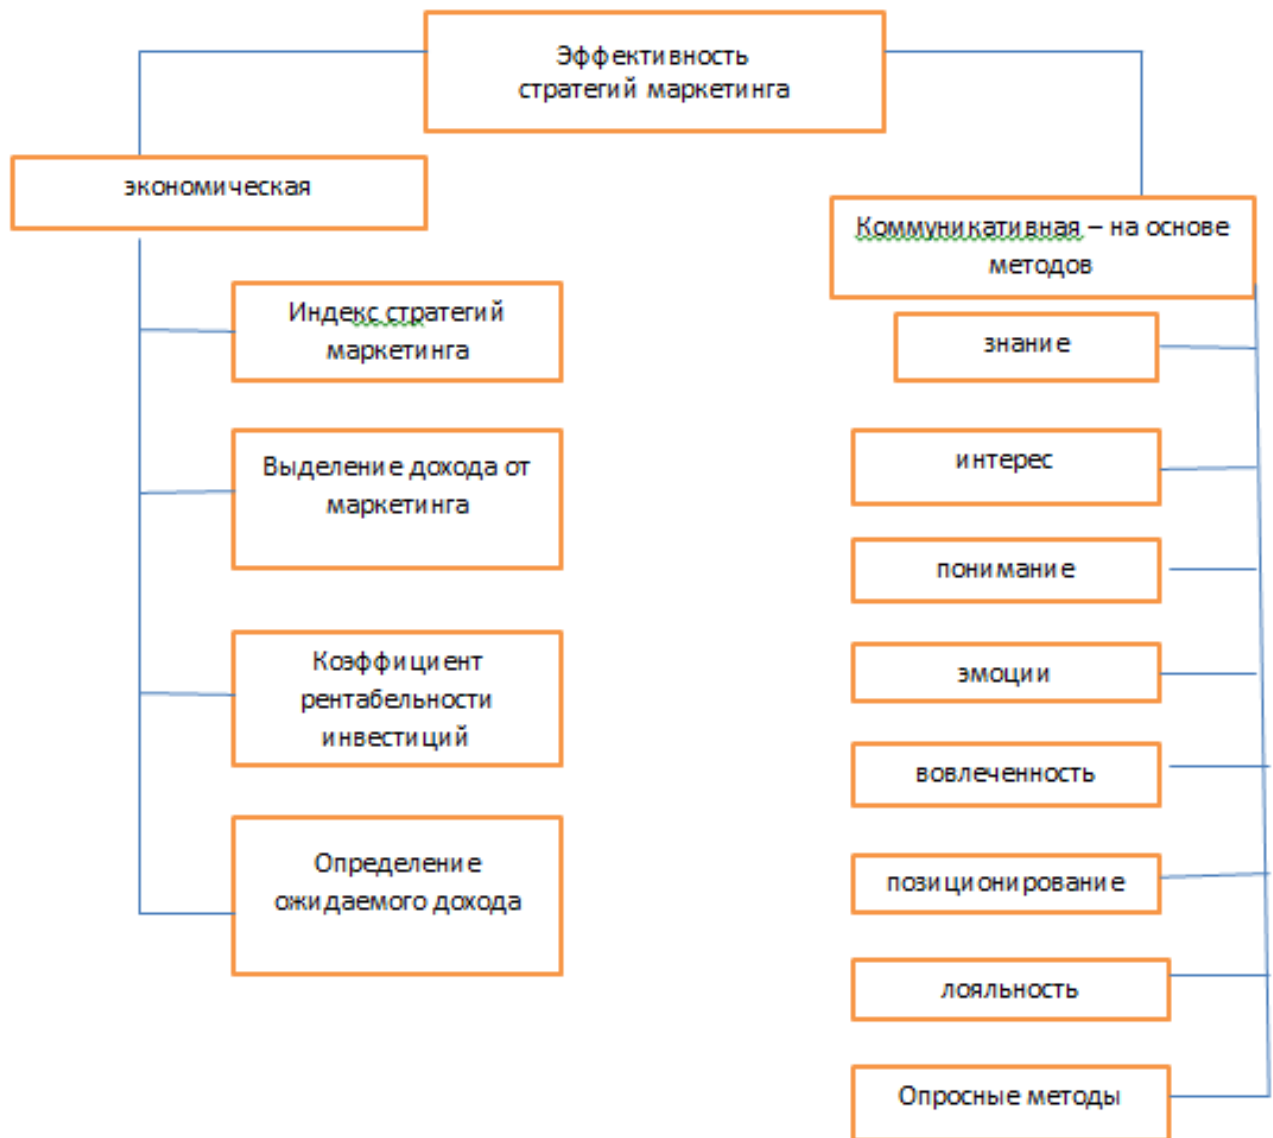 Эффективность
стратегий маркетинга
экономическая
Индекс стратегий
маркетинга
Выделение дохода от
маркетинга
Коэффициент
рентабельности
инвестиций
Определение
ожидаемого дохода
Коммуникативная – на основе
методов
знание
интерес
понимание
эмоции
вовлеченность
позиционирование
лояльность
Опросные методы